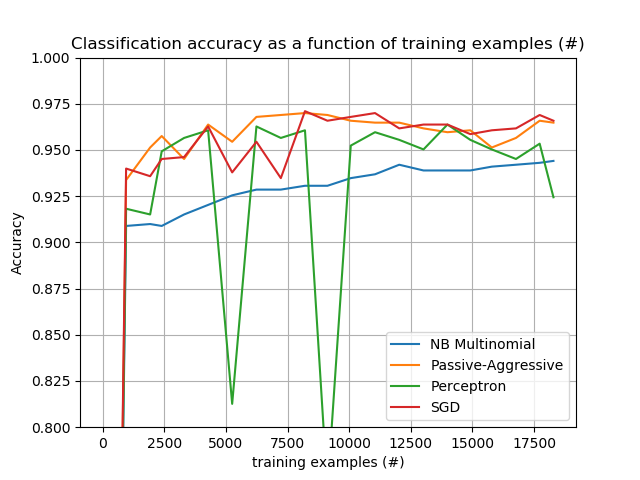 Classification accuracy as a function of training examples (#)
1.000
0.975
0.950
0.925
0.900
0.875
0.850
0.825
0.800
Accuracy
NB Multinomial
Passive-Aggressive
Perceptron
SGD
0 2500 5000 7500 10000 12500 15000 17500
training examples (#)